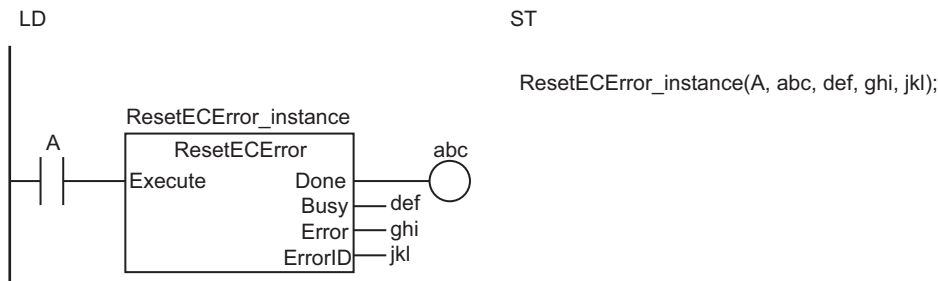 LD
ST
ResetECError_instance(A, abc, def, ghi, jkl);
ResetECError_instance
A
ResetECError
abc
Execute
Done
Busy
def
Error
ghi
ErrorID
jkl